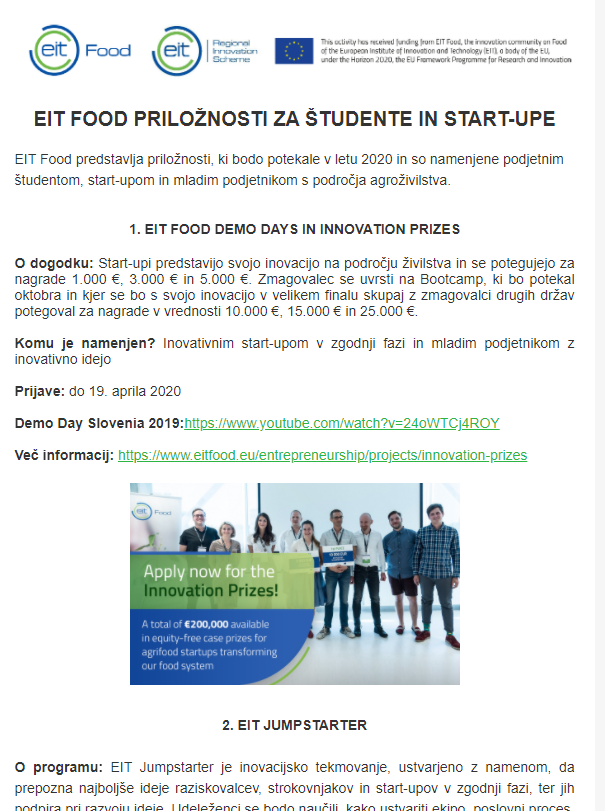 eit Food
eit Regional Innovation Scheme
This activity has received funding from EIT Food, the innovation community on Food
of the European Institute of Innovation and Technology (EIT), a body of the EU,
under the Horizon 2020, the EU Framework Programme for Research and Innovation
EIT FOOD PRILOŽNOSTI ZA ŠTUDENTE IN START-UPE
EIT Food predstavlja priložnosti, ki bodo potekale v letu 2020 in so namenjene podjetnim
študentom, start-upom in mladim podjetnikom s področja agroživilstva.
1. EIT FOOD DEMO DAYS IN INNOVATION PRIZES
O dogodku: Start-upi predstavijo svojo inovacijo na področju živilstva in se potegujejo za
nagrade 1.000 €, 3.000 € in 5.000 €. Zmagovalec se uvrsti na Bootcamp, ki bo potekal
oktobra in kjer se bo s svojo inovacijo v velikem finalu skupaj z zmagovalci drugih držav
potegoval za nagrade v vrednosti 10.000 €, 15.000 € in 25.000 €.
Komu je namenjen? Inovativnim start-upom v zgodnji fazi in mladim podjetnikom z
inovativno idejo
Prijave: do 19. aprila 2020
Demo Day Slovenia 2019:https://www.youtube.com/watch?v=24oWTCj4ROY
Več informacij: https://www.eitfood.eu/entrepreneurship/projects/innovation-prizes
eit Food
Apply now for the
Innovation Prizes!
A total of €200,000 available
in equity-free case prizes for
agrifood startups transforming
our food system
2. EIT JUMPSTARTER
O programu: EIT Jumpstarter je inovacijsko tekmovanje, ustvarjeno z namenom, da
prepozna najboljše ideje raziskovalcev, strokovnjakov in start-upov v zgodnji fazi, ter jih
podpira pri razvoju ideje. Udeleženci se bodo naučili, kako ustvariti ekipo, poslovni proces,